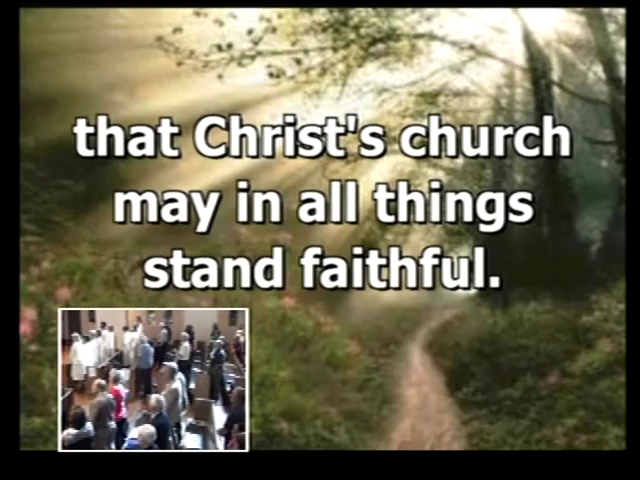 that Christ's church
may in all things
stand faithful.